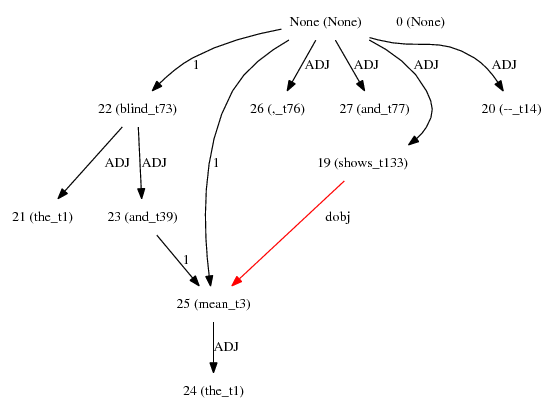 None (None) 0 (None)
1 ADJ ADJ ADJ ADJ
22 (blind_t73) 26 (,_t76) 27 (and_t77) 20 (--_t14)
ADJ ADJ 1 19 (shows_t133)
21 (the_t1) 23 (and_t39) dobj
1
25 (mean_t3)
ADJ
24 (the_t1)